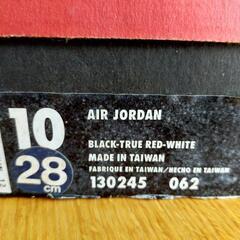 AIR JORDAN
10
28
cm
BLACK-TRUE RED-WHITE
MADE IN TAIWAN
FABRIQUE EN TAIWAN/HECHO EN TAIWAN
130245 062